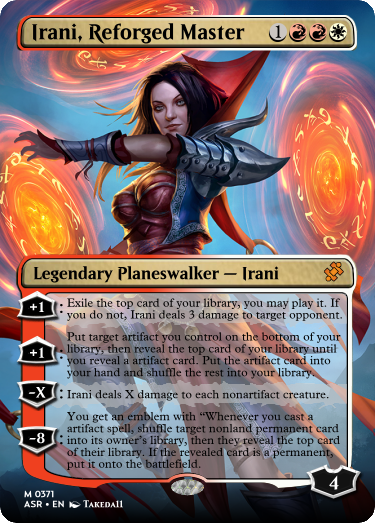 Irani, Reforged Master 1
Legendary Planeswalker — Irani
+1: Exile the top card of your library, you may play it. If
you do not, Irani deals 3 damage to target opponent.
+1: Put target artifact you control on the bottom of your
library, then reveal the top card of your library until
you reveal a artifact card. Put the artifact card into
your hand and shuffle the rest into your library.
-X: Irani deals X damage to each nonartifact creature.
-8: You get an emblem with “Whenever you cast a
artifact spell, shuffle target nonland permanent card
into its owner’s library, then they reveal the top card
of their library. If the revealed card is a permanent,
put it onto the battlefield.
4
M 0371
ASR • EN Takeda11